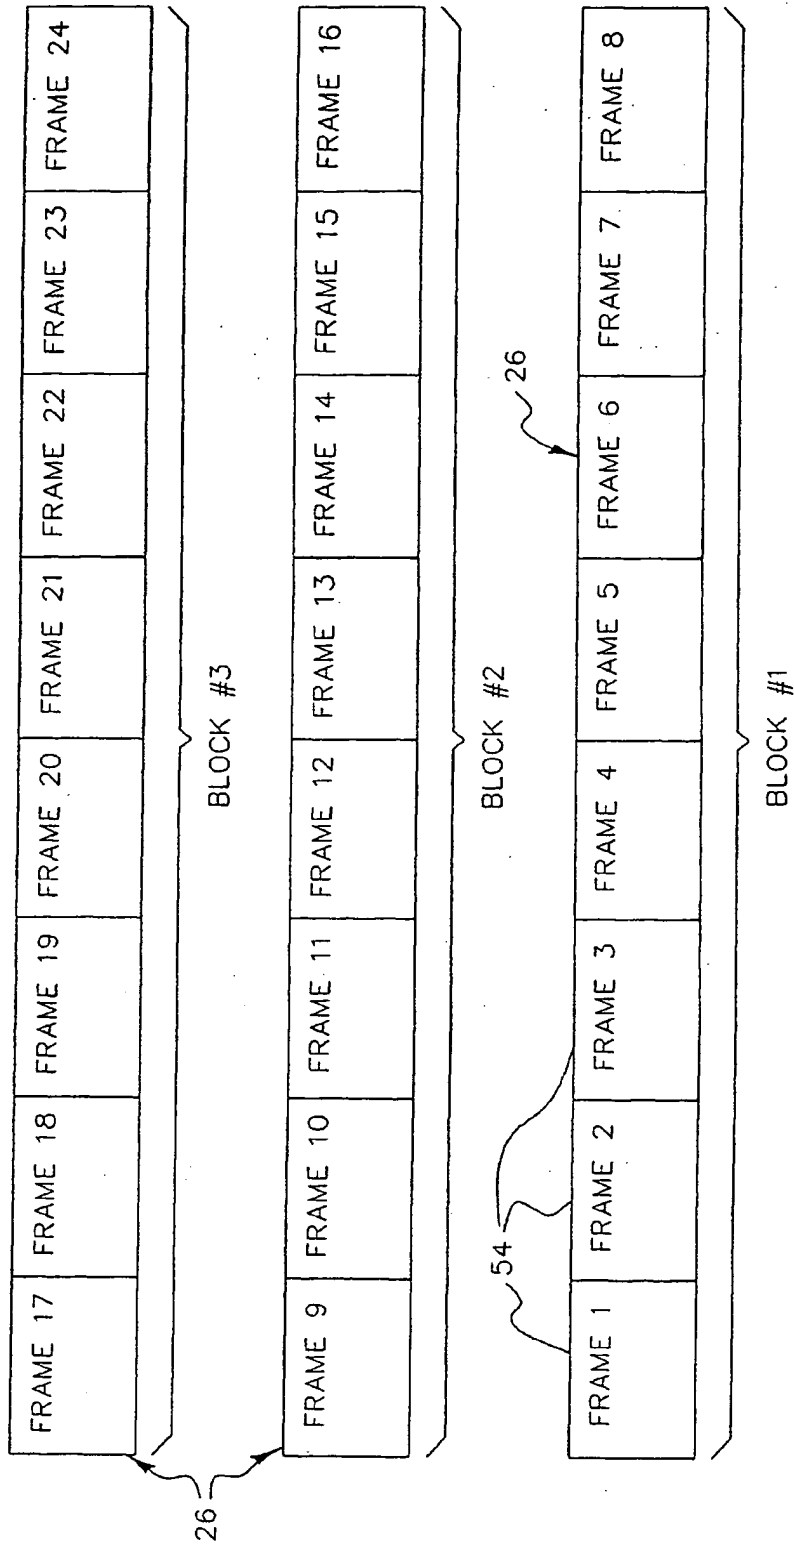 FRAME 17
FRAME 18
FRAME 19
FRAME 20
FRAME 21
FRAME 22
FRAME 23
FRAME 24
26
BLOCK #3
FRAME 9
FRAME 10
FRAME 11
FRAME 12
FRAME 13
FRAME 14
FRAME 15
FRAME 16
BLOCK #2
54
26
FRAME 1
FRAME 2
FRAME 3
FRAME 4
FRAME 5
FRAME 6
FRAME 7
FRAME 8
BLOCK #1